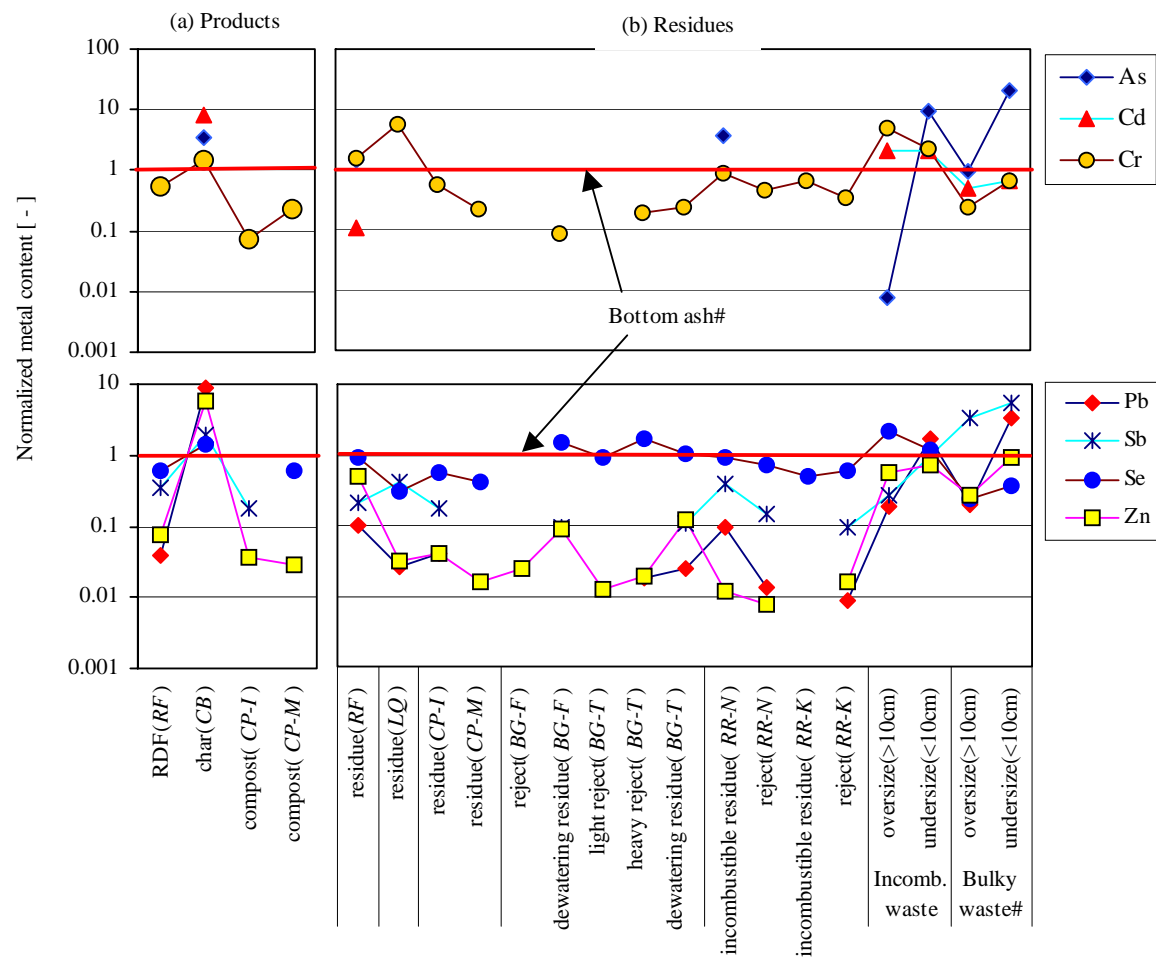 (a) Products
(b) Residues
Normalized metal content [ - ]
100
10
1
0.1
0.01
0.001
As
Cd
Cr
Bottom ash#
10
1
0.1
0.01
0.001
Pb
Sb
Se
Zn
RDF(RF )
char(CB )
compost( CP-I )
compost( CP-M )
residue(RF )
residue(LQ )
residue(CP-I )
residue(CP-M )
reject( BG-F )
dewatering residue( BG-F )
light reject( BG-T )
heavy reject( BG-T )
dewatering residue( BG-T )
incombustible residue( RR-N )
reject( RR-N )
incombustible residue( RR-K )
reject( RR-K )
oversize(>10cm)
undersize(<10cm)
oversize(>10cm)
undersize(<10cm)
Incomb.
waste
Bulky
waste#